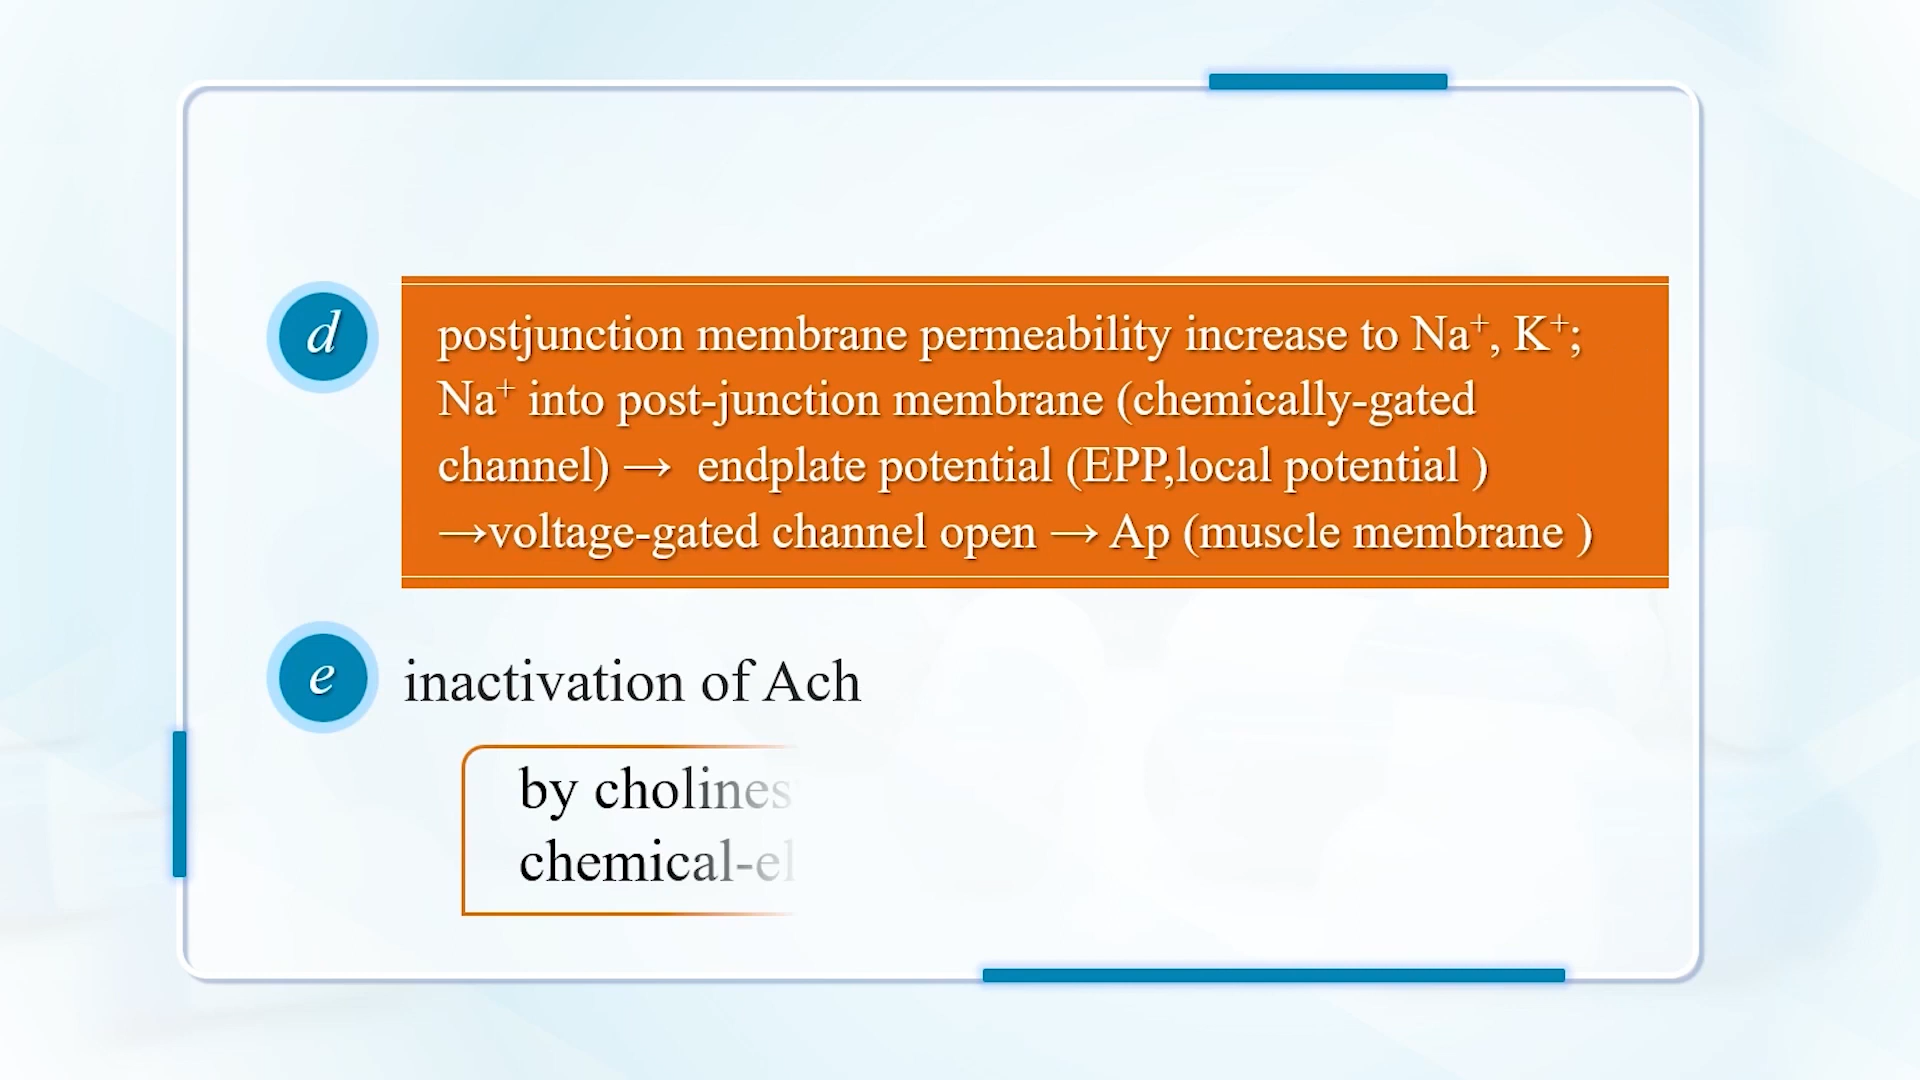 d
postjunction membrane permeability increase to Na⁺, K⁺;
Na⁺ into post-junction membrane (chemically-gated
channel) → endplate potential (EPP,local potential )
→voltage-gated channel open → Ap (muscle membrane )
e
inactivation of Ach
by cholines
chemical-el